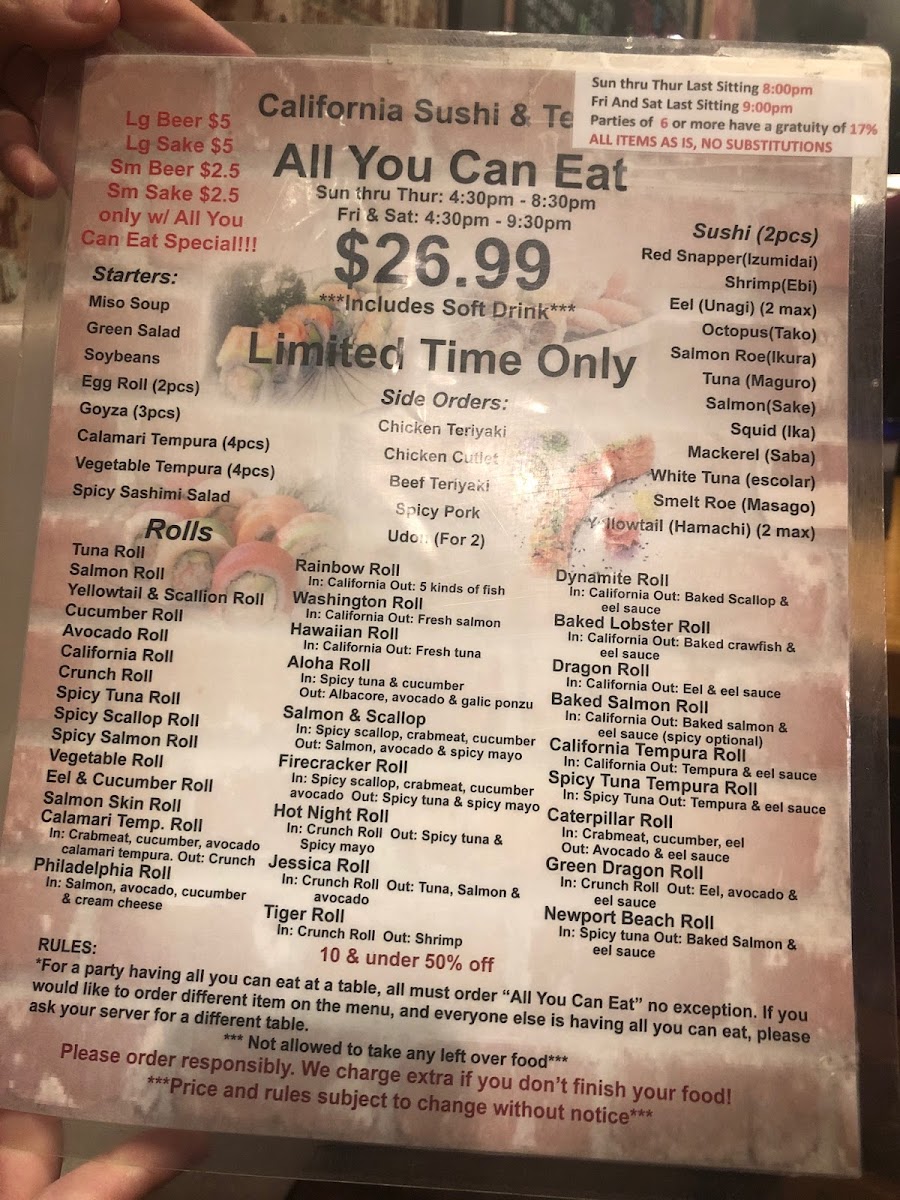 Sun thru Thur Last Sitting 8:00pm
Fri And Sat Last Sitting 9:00pm
Parties of 6 or more have a gratuity of 17%
ALL ITEMS AS IS, NO SUBSTITUTIONS
California Sushi & Te
All You Can Eat
Sun thru Thur: 4:30pm - 8:30pm
Fri & Sat: 4:30pm - 9:30pm
$26.99
***Includes Soft Drink***
Limited Time Only
Lg Beer $5
Lg Sake $5
Sm Beer $2.5
Sm Sake $2.5
only w/ All You
Can Eat Special!!!
Starters:
Miso Soup
Green Salad
Soybeans
Egg Roll (2pcs)
Goyza (3pcs)
Calamari Tempura (4pcs)
Vegetable Tempura (4pcs)
Spicy Sashimi Salad
Side Orders:
Chicken Teriyaki
Chicken Cutlet
Beef Teriyaki
Spicy Pork
Udon (For 2)
Sushi (2pcs)
Red Snapper(Izumidai)
Shrimp(Ebi)
Eel (Unagi) (2 max)
Octopus(Tako)
Salmon Roe(Ikura)
Tuna (Maguro)
Salmon(Sake)
Squid (Ika)
Mackerel (Saba)
White Tuna (escolar)
Smelt Roe (Masago)
Yellowtail (Hamachi) (2 max)
Rolls
Tuna Roll
Salmon Roll
Yellowtail & Scallion Roll
Cucumber Roll
Avocado Roll
California Roll
Crunch Roll
Spicy Tuna Roll
Spicy Scallop Roll
Spicy Salmon Roll
Vegetable Roll
Eel & Cucumber Roll
Salmon Skin Roll
Calamari Temp. Roll
In: Crabmeat, cucumber, avocado
calamari tempura. Out: Crunch
Philadelphia Roll
In: Salmon, avocado, cucumber
& cream cheese
Rainbow Roll
In: California Out: 5 kinds of fish
Washington Roll
In: California Out: Fresh salmon
Hawaiian Roll
In: California Out: Fresh tuna
Aloha Roll
In: Spicy tuna & cucumber
Out: Albacore, avocado & galic ponzu
Salmon & Scallop
In: Spicy scallop, crabmeat, cucumber
Out: Salmon, avocado & spicy mayo
Firecracker Roll
In: Spicy scallop, crabmeat, cucumber
avocado Out: Spicy tuna & spicy mayo
Hot Night Roll
In: Crunch Roll Out: Spicy tuna &
Spicy mayo
Jessica Roll
In: Crunch Roll Out: Tuna, Salmon &
avocado
Tiger Roll
In: Crunch Roll Out: Shrimp
Dynamite Roll
In: California Out: Baked Scallop &
eel sauce
Baked Lobster Roll
In: California Out: Baked crawfish &
eel sauce
Dragon Roll
In: California Out: Eel & eel sauce
Baked Salmon Roll
In: California Out: Baked salmon &
eel sauce (spicy optional)
California Tempura Roll
In: California Out: Tempura & eel sauce
Spicy Tuna Tempura Roll
In: Spicy Tuna Out: Tempura & eel sauce
Caterpillar Roll
In: Crabmeat, cucumber, eel
Out: Avocado & eel sauce
Green Dragon Roll
In: Crunch Roll Out: Eel, avocado &
eel sauce
Newport Beach Roll
In: Spicy tuna Out: Baked Salmon &
eel sauce
10 & under 50% off
RULES:
*For a party having all you can eat at a table, all must order “All You Can Eat” no exception. If you
would like to order different item on the menu, and everyone else is having all you can eat, please
ask your server for a different table.
*** Not allowed to take any left over food***
Please order responsibly. We charge extra if you don't finish your food!
***Price and rules subject to change without notice***